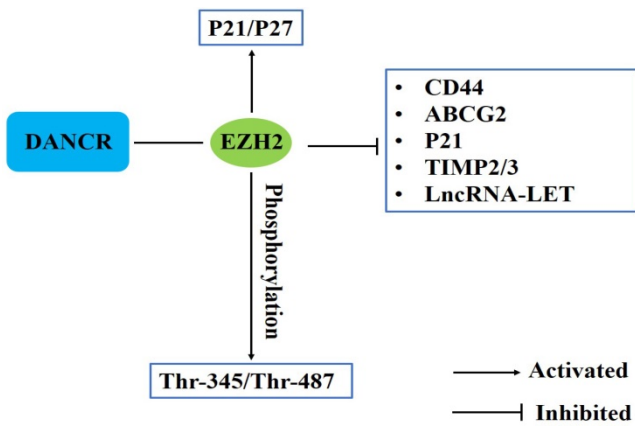 P21/P27
DANCR
EZH2
• CD44
• ABCG2
• P21
• TIMP2/3
• LncRNA-LET
Phosphorylation
Thr-345/Thr-487
Activated
Inhibited